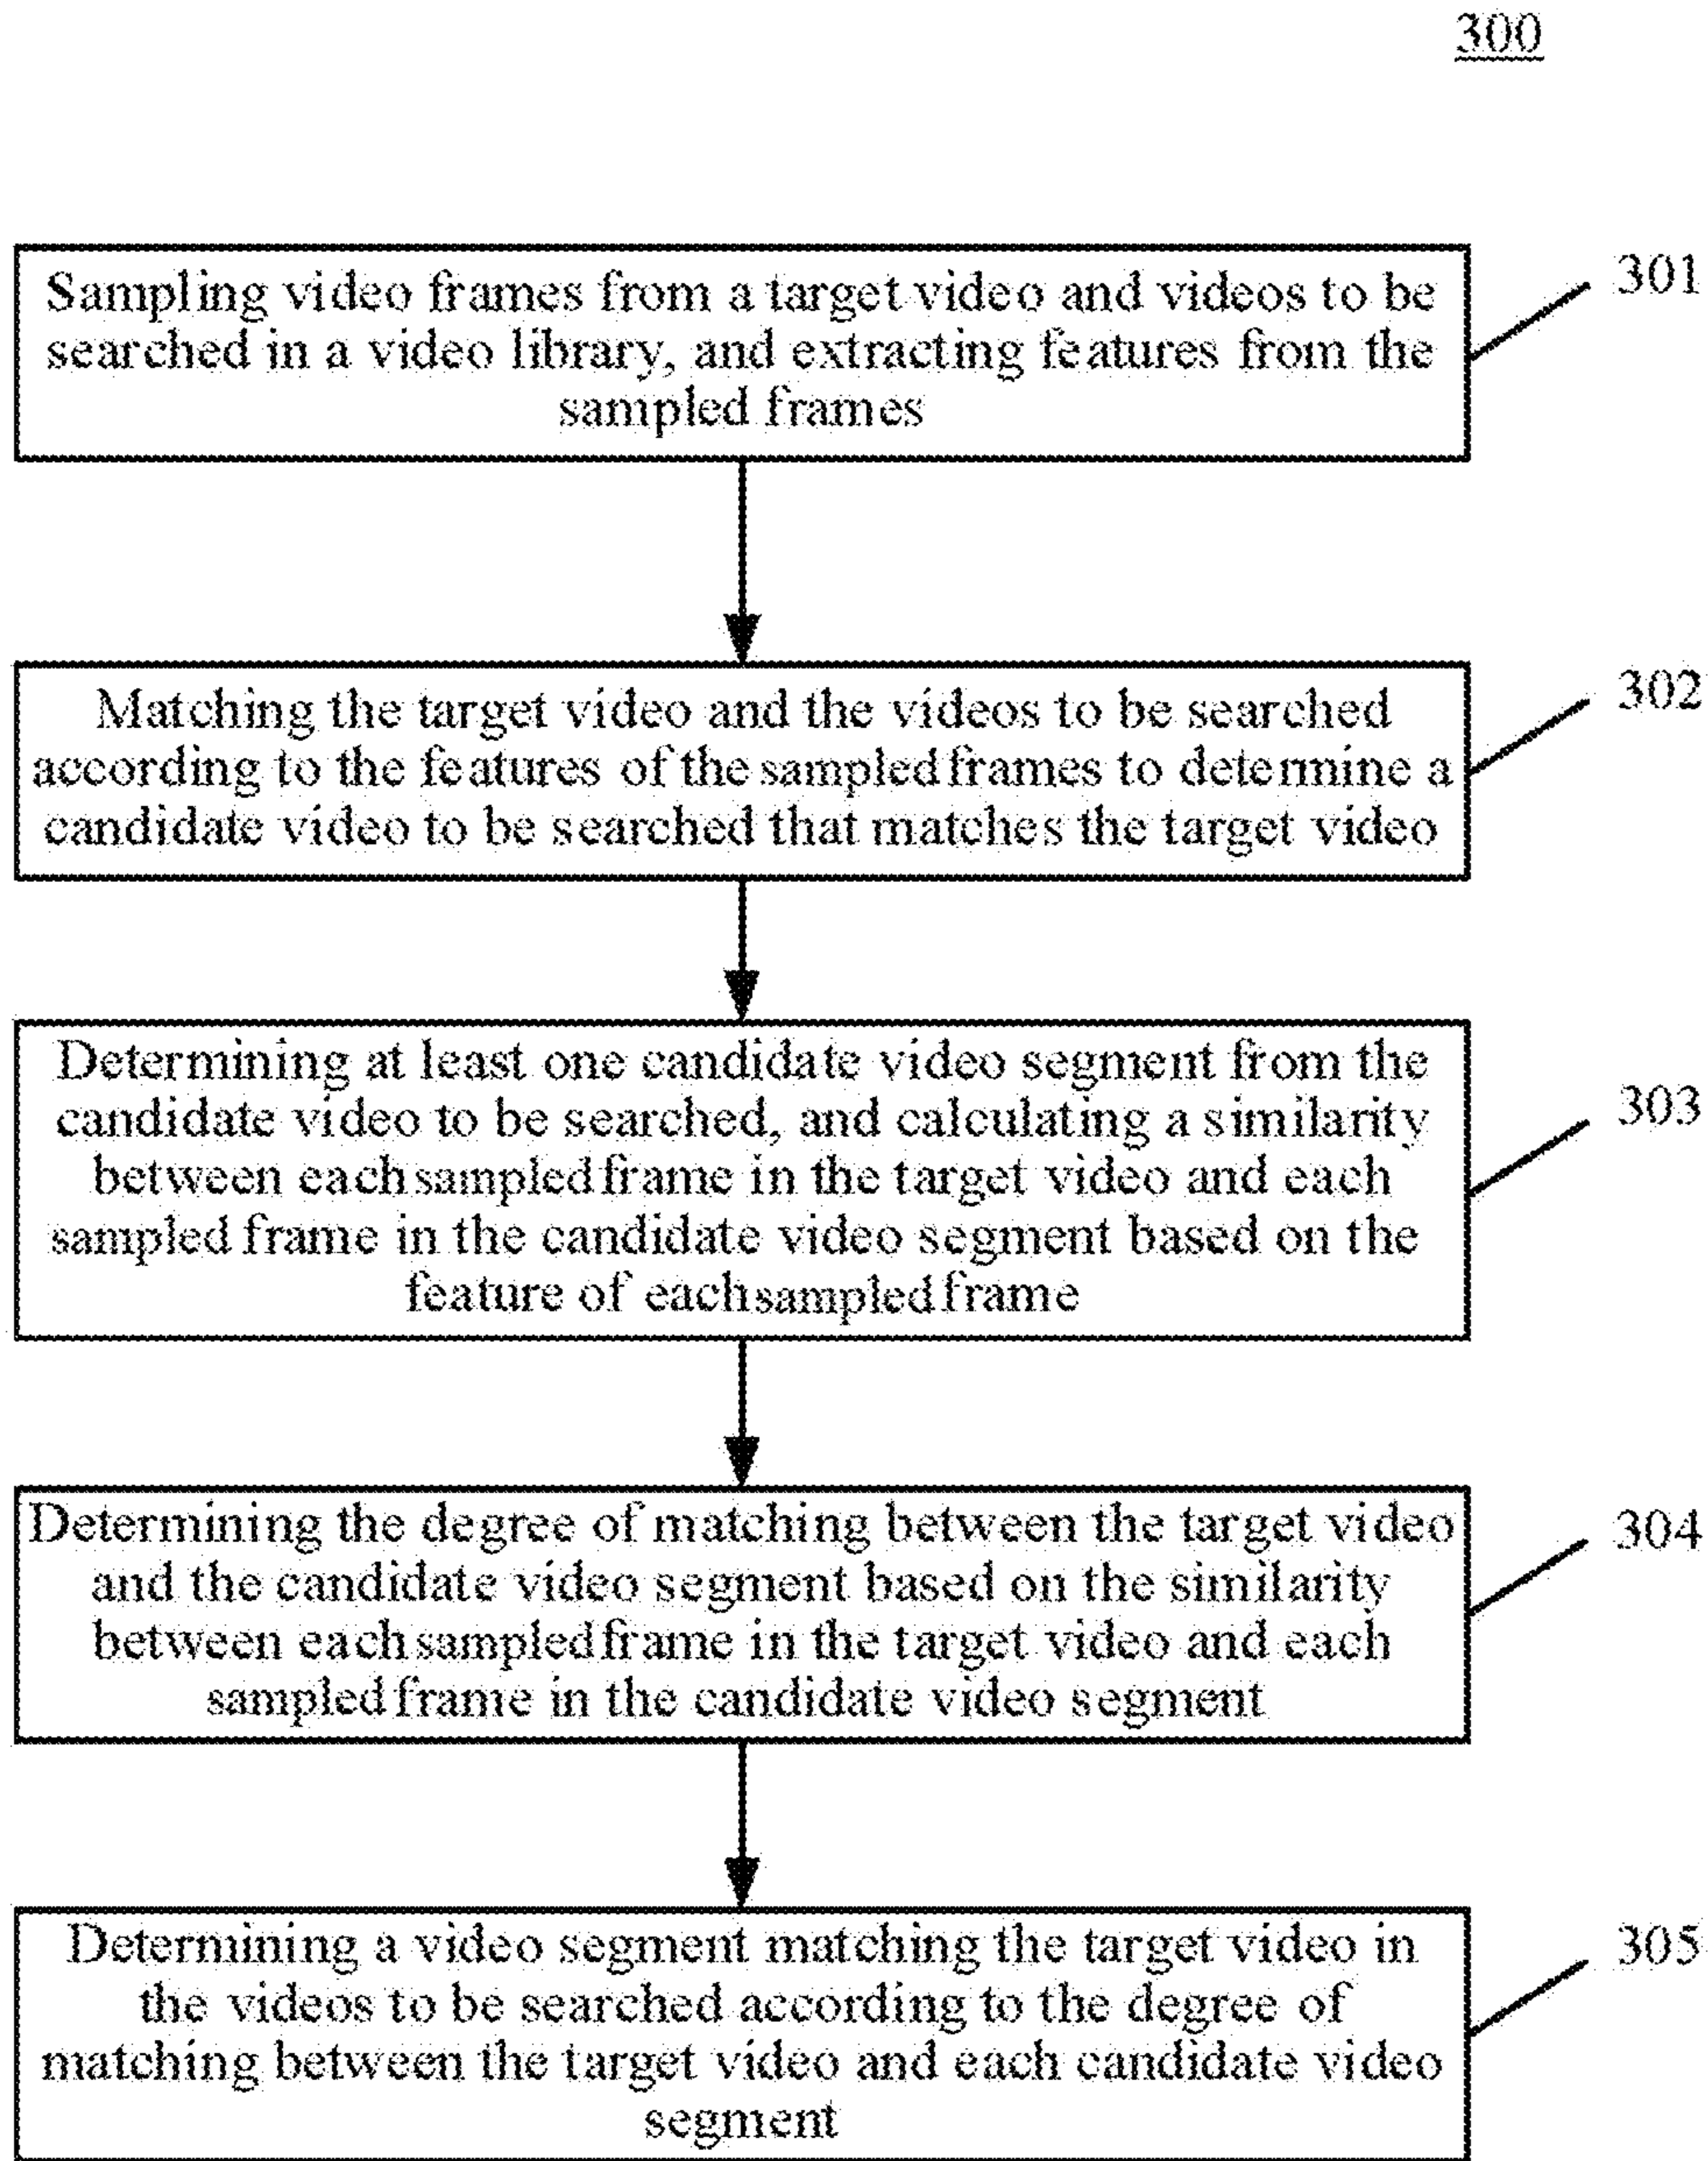 300
Sampling video frames from a target video and videos to be
searched in a video library, and extracting features from the
sampled frames
301
Matching the target video and the videos to be searched
according to the features of the sampled frames to determine a
candidate video to be searched that matches the target video
302
Determining at least one candidate video segment from the
candidate video to be searched, and calculating a similarity
between each sampled frame in the target video and each
sampled frame in the candidate video segment based on the
feature of each sampled frame
303
Determining the degree of matching between the target video
and the candidate video segment based on the similarity
between each sampled frame in the target video and each
sampled frame in the candidate video segment
304
Determining a video segment matching the target video in
the videos to be searched according to the degree of
matching between the target video and each candidate video
segment
305